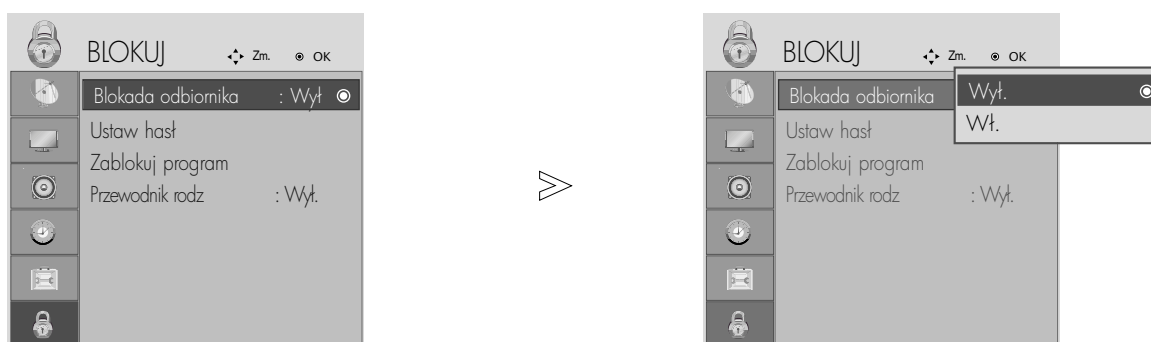 BLOKUJ Zm. OK
Blokada odbiornika : Wył
Ustaw hasł
Zablokuj program
Przewodnik rodz : Wył.
BLOKUJ Zm. OK
Blokada odbiornika Wył.
Ustaw hasł Wł.
Zablokuj program
Przewodnik rodz : Wył.